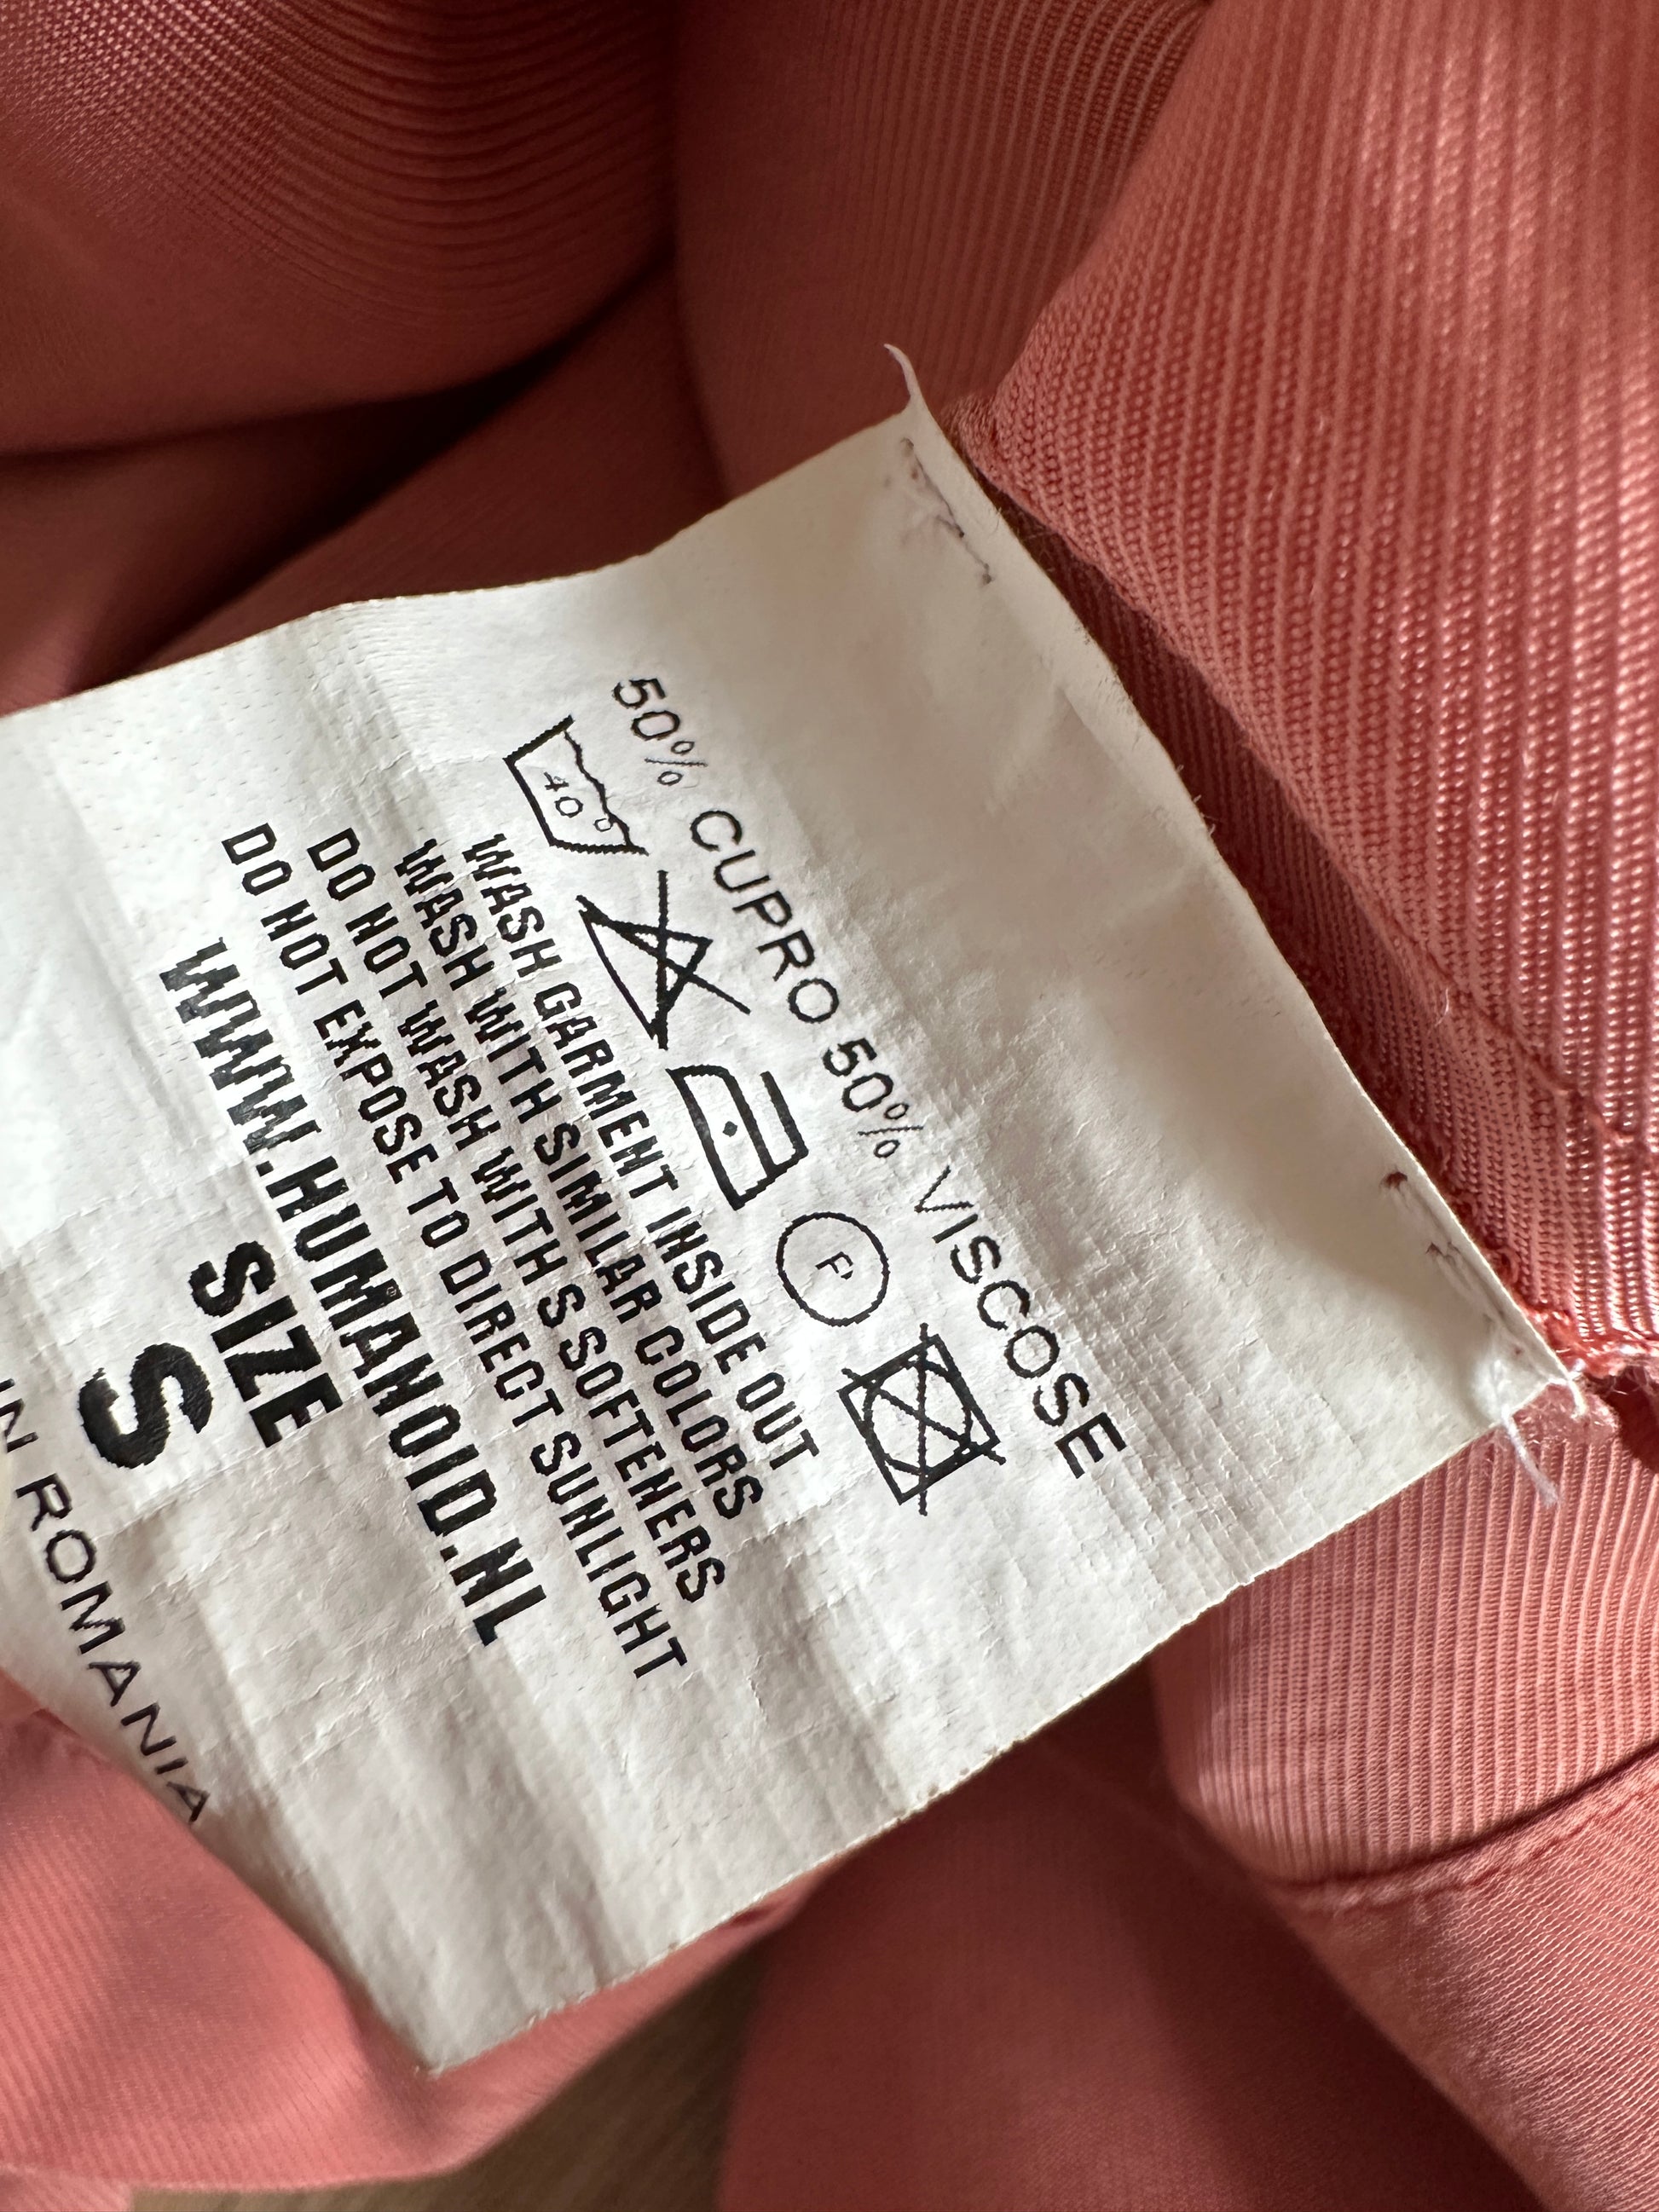 50% CUPRO 50% VISCOSE
40°
P
WASH GARMENT INSIDE OUT
WASH WITH SIMILAR COLORS
DO NOT WASH WITH S SOFTENERS
DO NOT EXPOSE TO DIRECT SUNLIGHT
WWW.HUMANOID.NL
SIZE
S
IN ROMANIA